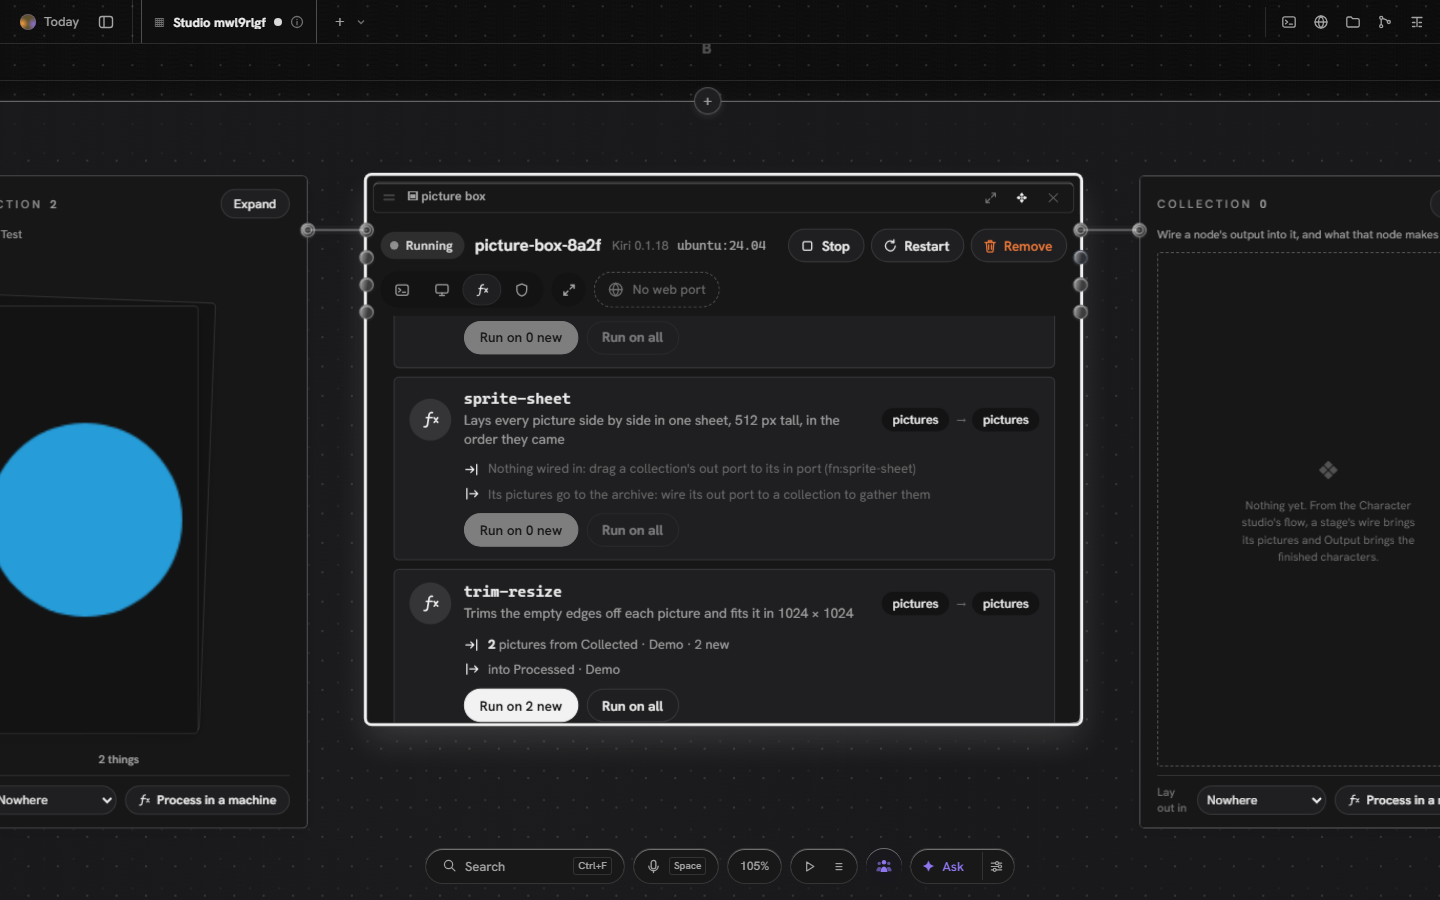 Today
Studio mwl9rlgf
B
CTION 2
Expand
Test
2 things
Nowhere
Process in a machine
picture box
Running
picture-box-8a2f
Kiri 0.1.18
ubuntu:24.04
Stop
Restart
Remove
No web port
Run on 0 new
Run on all
sprite-sheet
Lays every picture side by side in one sheet, 512 px tall, in the
order they came
pictures → pictures
Nothing wired in: drag a collection's out port to its in port (fn:sprite-sheet)
Its pictures go to the archive: wire its out port to a collection to gather them
Run on 0 new
Run on all
trim-resize
Trims the empty edges off each picture and fits it in 1024 × 1024
pictures → pictures
2 pictures from Collected · Demo · 2 new
into Processed · Demo
Run on 2 new
Run on all
COLLECTION 0
Wire a node's output into it, and what that node makes
Nothing yet. From the Character
studio's flow, a stage's wire brings
its pictures and Output brings the
finished characters.
Lay
out in
Nowhere
Process in a
Search
Ctrl+F
Space
105%
Ask